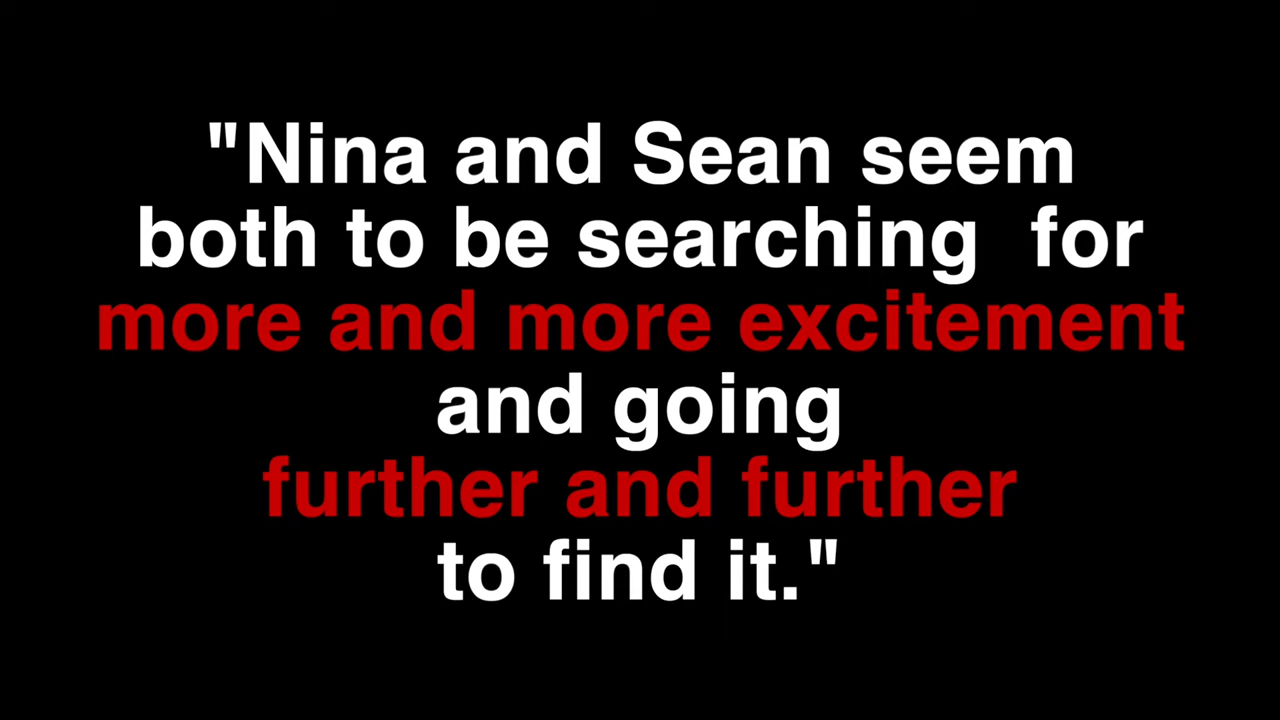 "Nina and Sean seem
both to be searching  for
more and more excitement
and going
further and further
to find it."